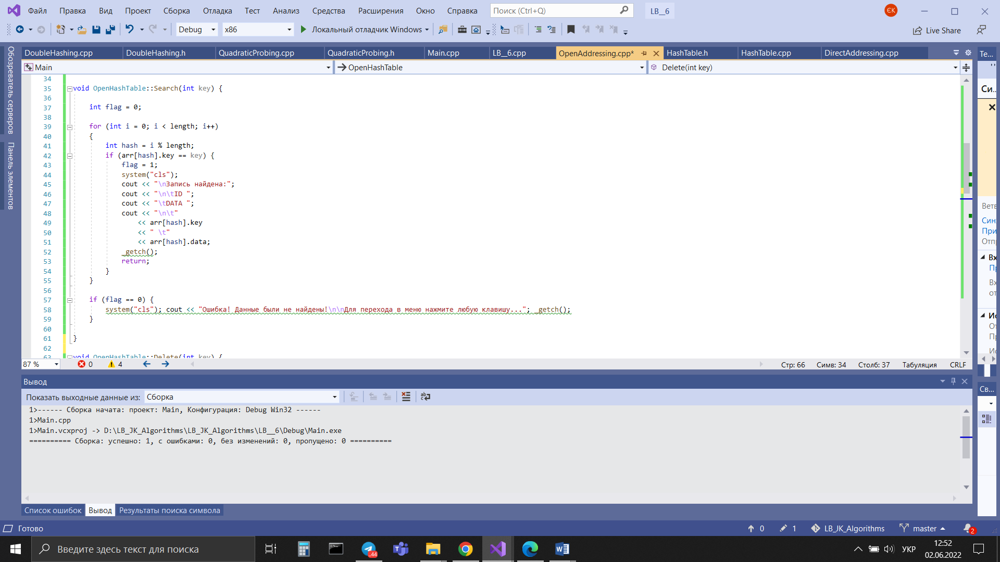 Файл Правка Вид Проект Сборка Отладка Тест Анализ Средства Расширения Окно Справка Поиск (Ctrl+Q) LB__6 ЄК
Debug x86 Локальный отладчик Windows Live Share
DoubleHashing.cpp DoubleHashing.h QuadraticProbing.cpp QuadraticProbing.h Main.cpp LB__6.cpp OpenAddressing.cpp* HashTable.h HashTable.cpp DirectAddressing.cpp Те...
Обозреватель серверов
Панель элементов
Main OpenHashTable Delete(int key)
34
35 void OpenHashTable::Search(int key) {
36
37 int flag = 0;
38
39 for (int i = 0; i < length; i++)
40 {
41 int hash = i % length;
42 if (arr[hash].key == key) {
43 flag = 1;
44 system("cls");
45 cout << "\nЗапись найдена:";
46 cout << "\n\tID ";
47 cout << "\tDATA ";
48 cout << "\n\t"
49 << arr[hash].key
50 << " \t"
51 << arr[hash].data;
52 _getch();
53 return;
54 }
55 }
56
57 if (flag == 0) {
58 system("cls"); cout << "Ошибка! Данные были не найдены!\n\nДля перехода в меню нажмите любую клавишу..."; _getch();
59 }
60
61 }
62
63 void OpenHashTable::Delete(int key) {
Си...
Ветв
Син
При
Отп
Вх
Пр
Вх
от
Ис
От
Пр
Ис
87 % 0 4 Стр: 66 Симв: 34 Столб: 37 Табуляция CRLF
Вывод
Св...
Показать выходные данные из: Сборка
1>------ Сборка начата: проект: Main, Конфигурация: Debug Win32 ------
1>Main.cpp
1>Main.vcxproj -> D:\LB_JK_Algorithms\LB_JK_Algorithms\LB__6\Debug\Main.exe
========== Сборка: успешно: 1, с ошибками: 0, без изменений: 0, пропущено: 0 ==========
Список ошибок Вывод Результаты поиска символа
Готово 0 1 LB_JK_Algorithms master 2
Введите здесь текст для поиска ..44 УКР 12:52
02.06.2022